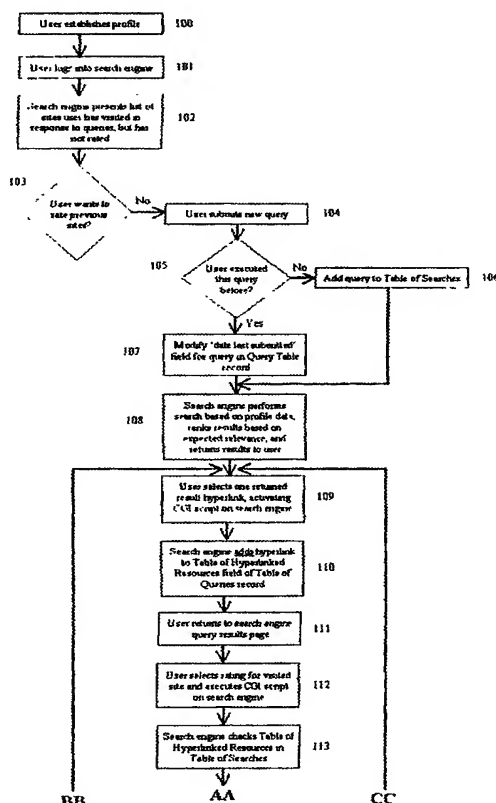 User establishes profile
100
User logs into search engine
101
Search engine presents list of
sites user has visited in
response to queries, but has
not rated
102
103
User wants to
rate previous
sites?
No
User submits new query
104
105
User executed
this query
before?
No
Add query to Table of Searches
106
Yes
107
Modify 'date last submitted'
field for query in Query Table
record
108
Search engine performs
search based on profile data,
ranks results based on
expected relevance, and
returns results to user
User selects one returned
result hyperlink, activating
CGI script on search engine
109
Search engine adds hyperlink
to Table of Hyperlinked
Resources field of Table of
Queries record
110
User returns to search engine
query results page
111
User selects rating for visited
site and executes CGI script
on search engine
112
Search engine checks Table of
Hyperlinked Resources in
Table of Searches
113
BB
AA
CC